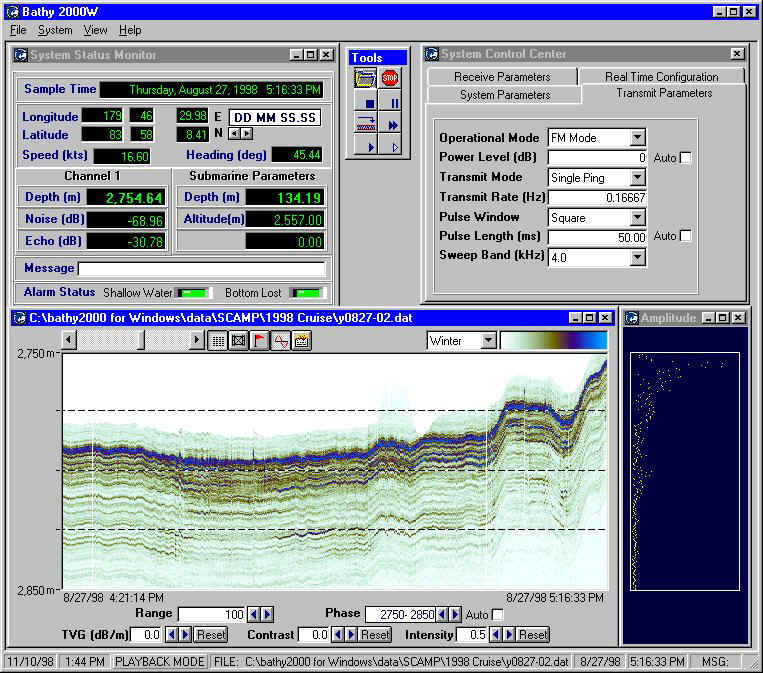 Bathy 2000W
File System View Help
System Status Monitor
Sample Time Thursday, August 27, 1998 5:16:33 PM
Longitude 179 46 29.98 E DD MM SS.SS
Latitude 83 58 8.41 N
Speed (kts) 16.60 Heading (deg) 45.44
Channel 1 Submarine Parameters
Depth (m) 2,754.64 Depth (m) 134.19
Noise (dB) -68.96 Altitude(m) 2,557.00
Echo (dB) -30.78 0.00
Message
Alarm Status Shallow Water Bottom Lost
Tools
STOP
System Control Center
Receive Parameters Real Time Configuration
System Parameters Transmit Parameters
Operational Mode FM Mode
Power Level (dB) 0 Auto
Transmit Mode Single Ping
Transmit Rate (Hz) 0.16667
Pulse Window Square
Pulse Length (ms) 50.00 Auto
Sweep Band (kHz) 4.0
C:\bathy2000 for Windows\data\SCAMP\1998 Cruise\y0827-02.dat
Winter
2,750 m
2,850 m
8/27/98 4:21:14 PM 8/27/98 5:16:33 PM
Range 100 Phase 2750- 2850 Auto
TVG (dB/m) 0.0 Reset Contrast 0.0 Reset Intensity 0.5 Reset
Amplitude
11/10/98 1:44 PM PLAYBACK MODE FILE: C:\bathy2000 for Windows\data\SCAMP\1998 Cruise\y0827-02.dat 8/27/98 5:16:33 PM MSG: